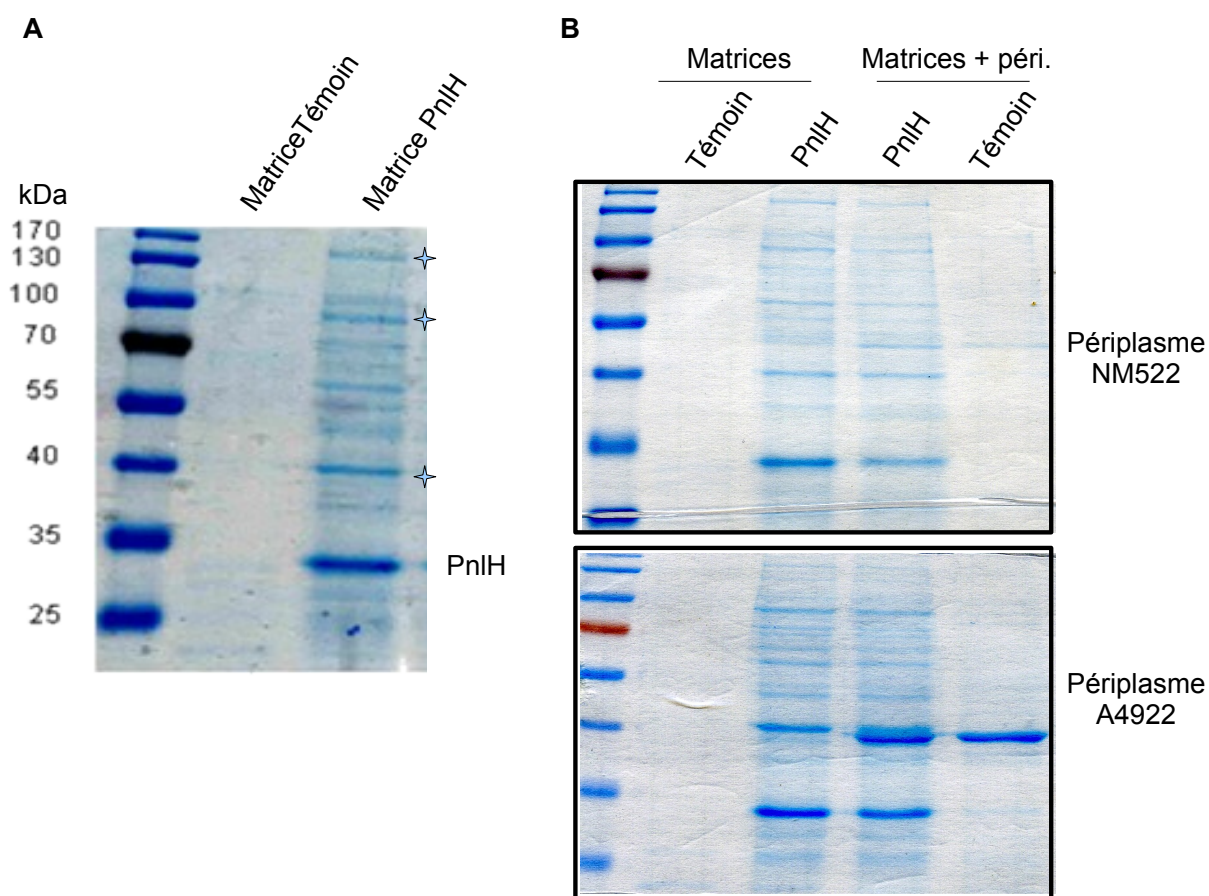 A
MatriceTémoin
Matrice PnlH
kDa
170
130
100
70
55
40
35
25
PnlH
B
Matrices
Matrices + péri.
Témoin
PnlH
PnlH
Témoin
Périplasme
NM522
Périplasme
A4922